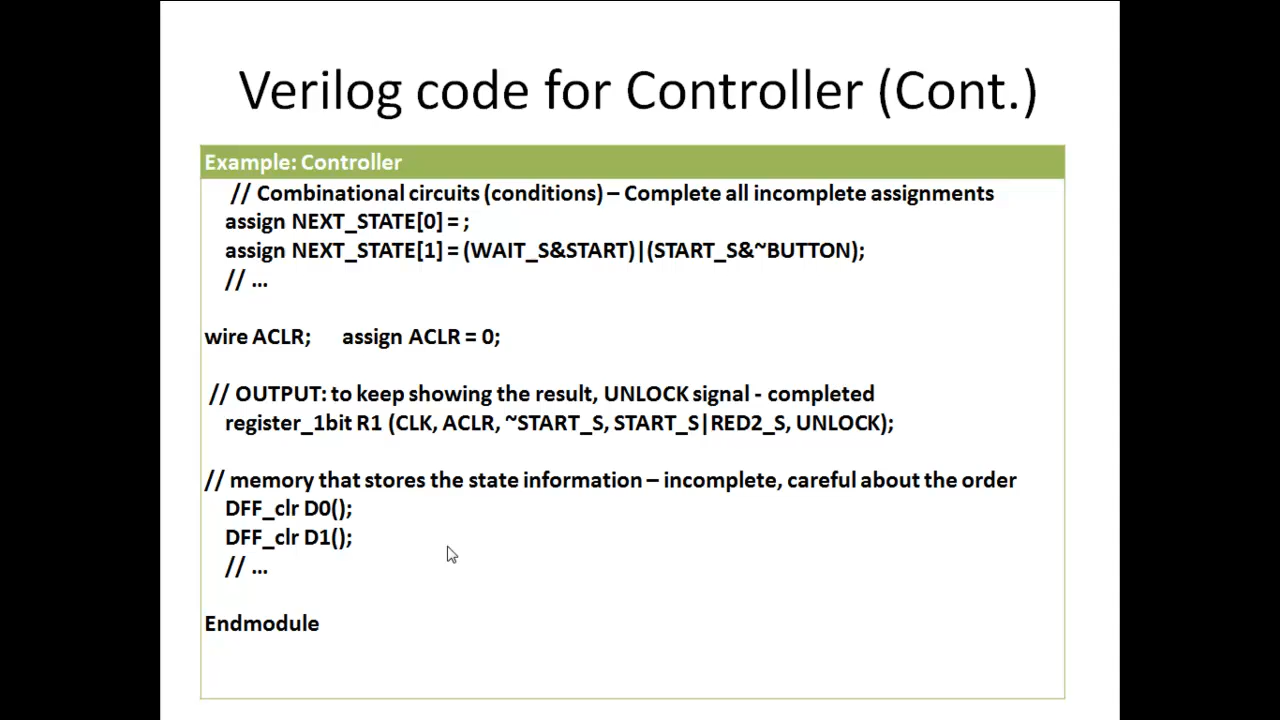 Verilog code for Controller (Cont.)
Example: Controller
// Combinational circuits (conditions) – Complete all incomplete assignments
assign NEXT_STATE[0] = ;
assign NEXT_STATE[1] = (WAIT_S&START)|(START_S&~BUTTON);
// …
wire ACLR; assign ACLR = 0;
// OUTPUT: to keep showing the result, UNLOCK signal - completed
register_1bit R1 (CLK, ACLR, ~START_S, START_S|RED2_S, UNLOCK);
// memory that stores the state information – incomplete, careful about the order
DFF_clr D0();
DFF_clr D1();
// …
Endmodule